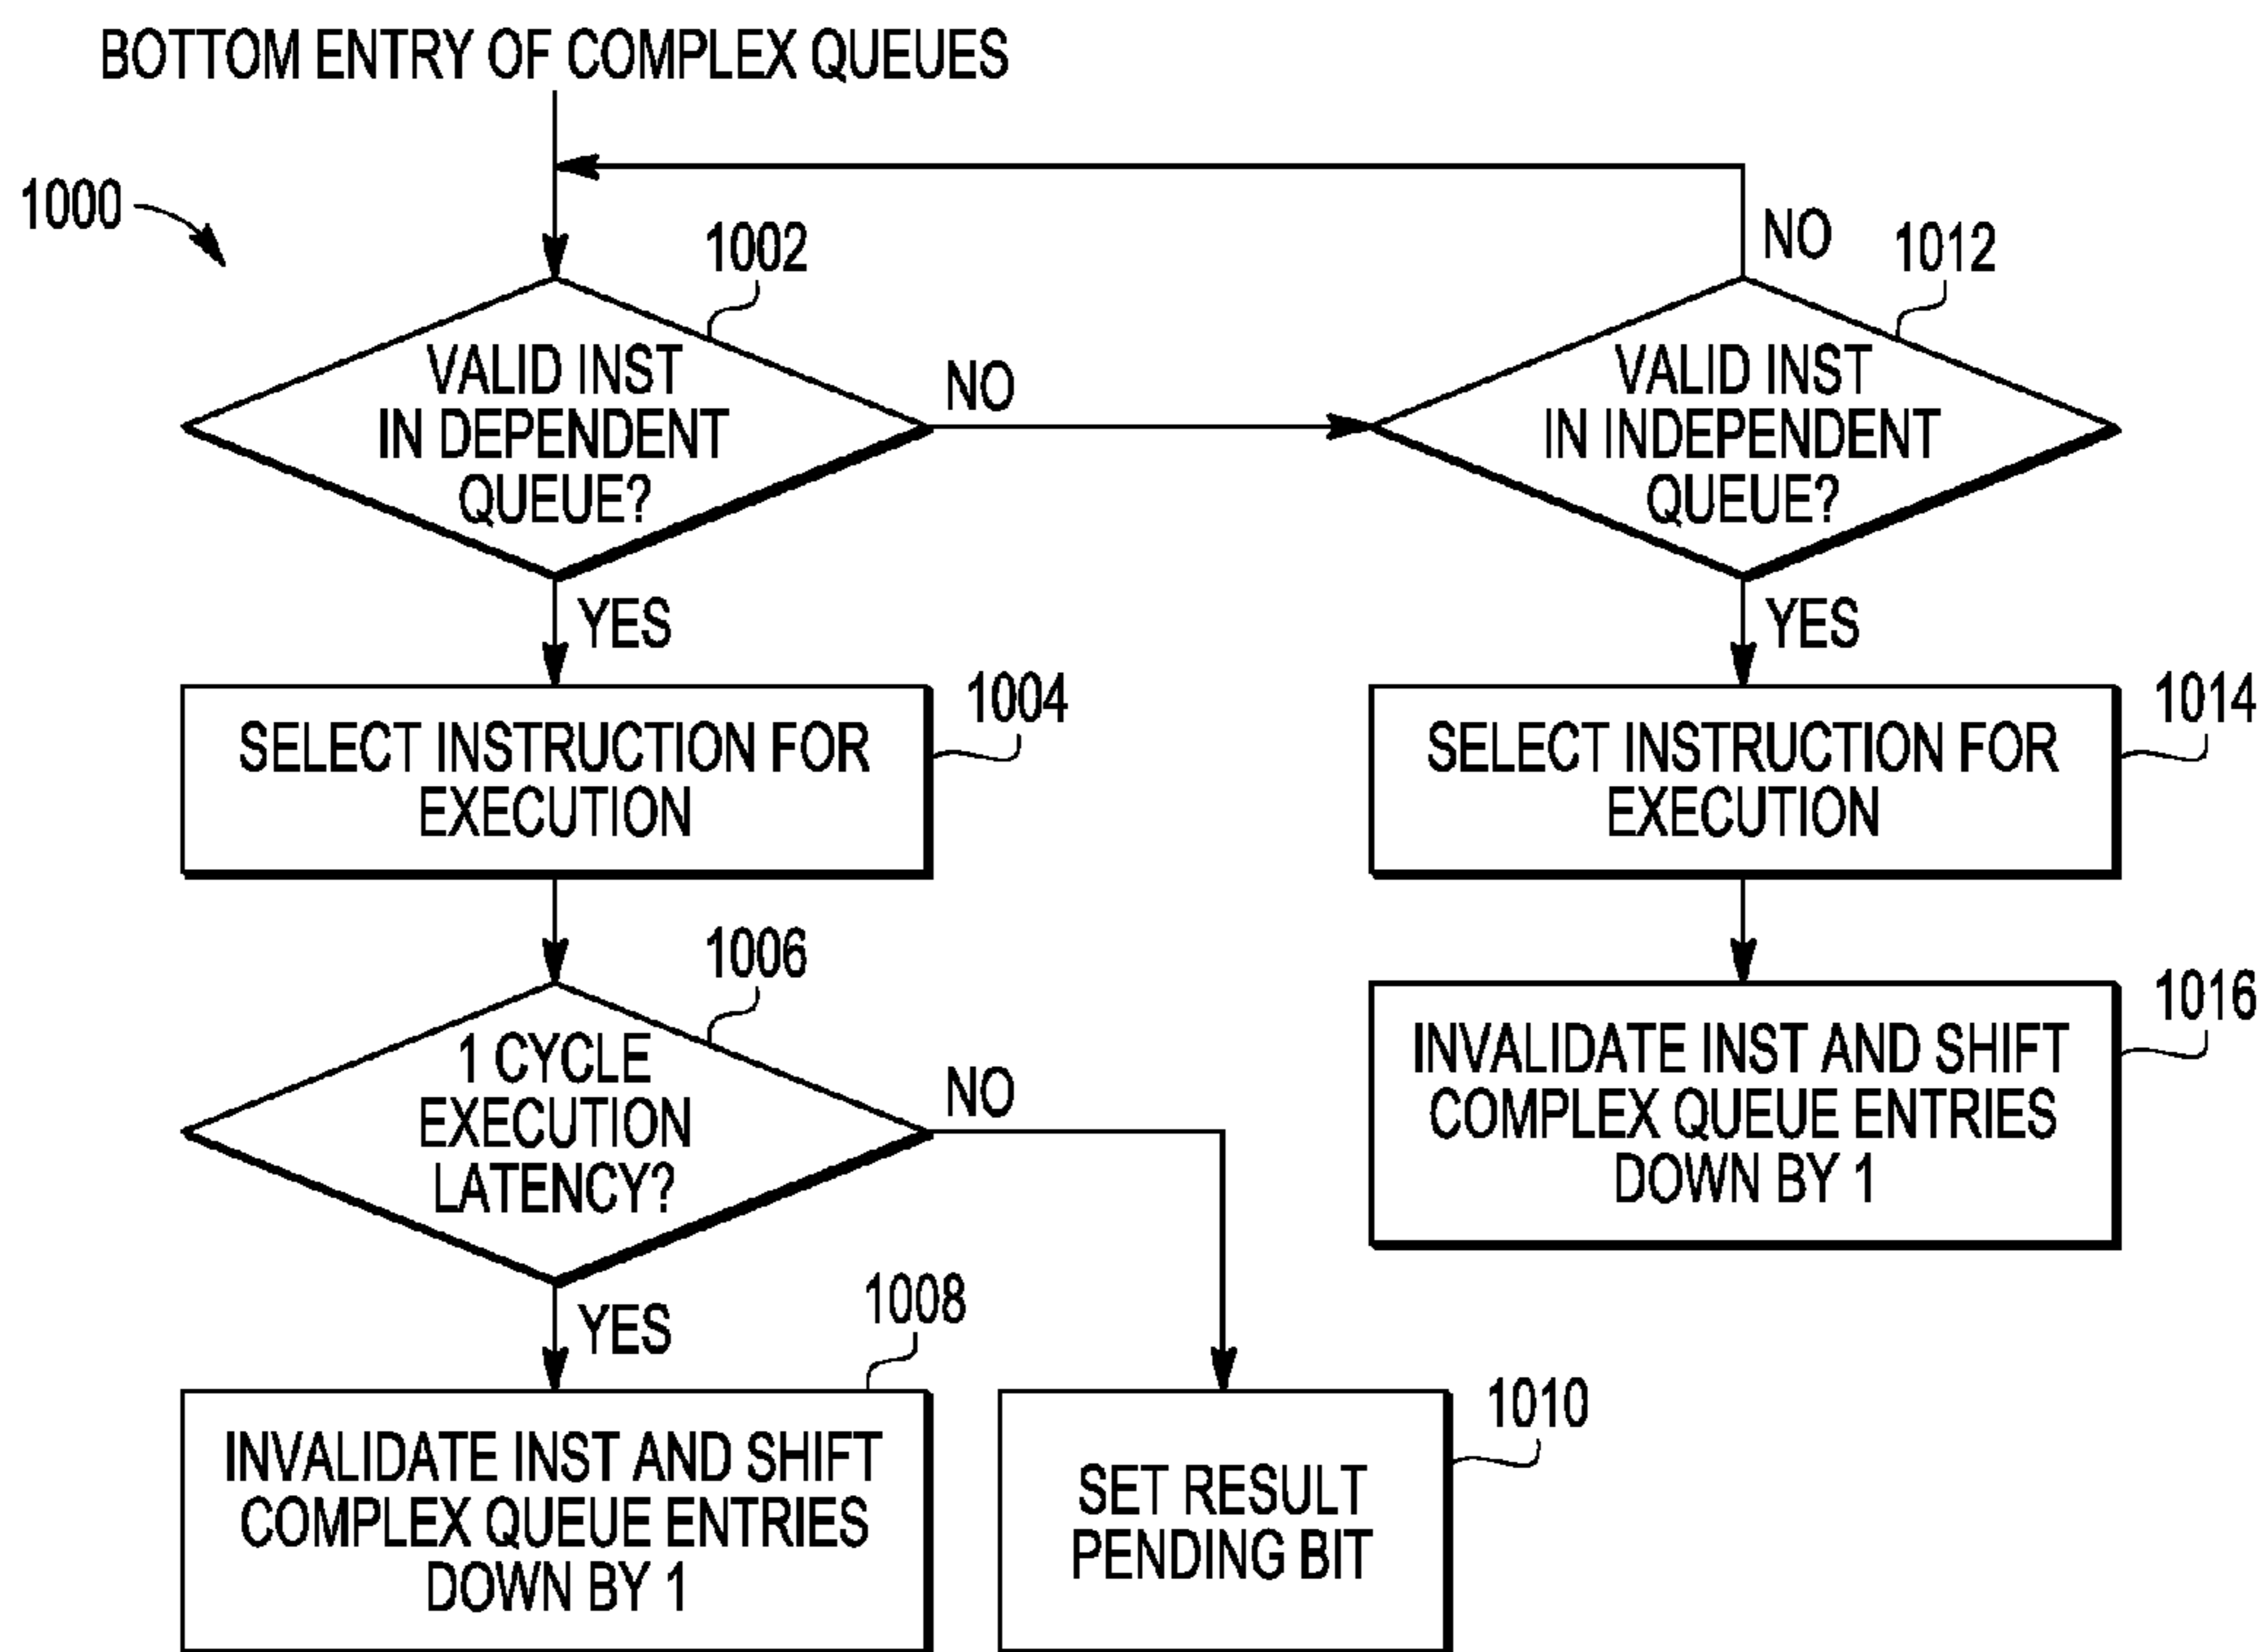 BOTTOM ENTRY OF COMPLEX QUEUES
1000
1002
VALID INST
IN DEPENDENT
QUEUE?
NO
YES
NO
1012
VALID INST
IN INDEPENDENT
QUEUE?
YES
1004
SELECT INSTRUCTION FOR
EXECUTION
1014
SELECT INSTRUCTION FOR
EXECUTION
1006
1 CYCLE
EXECUTION
LATENCY?
NO
YES
1016
INVALIDATE INST AND SHIFT
COMPLEX QUEUE ENTRIES
DOWN BY 1
1008
INVALIDATE INST AND SHIFT
COMPLEX QUEUE ENTRIES
DOWN BY 1
1010
SET RESULT
PENDING BIT